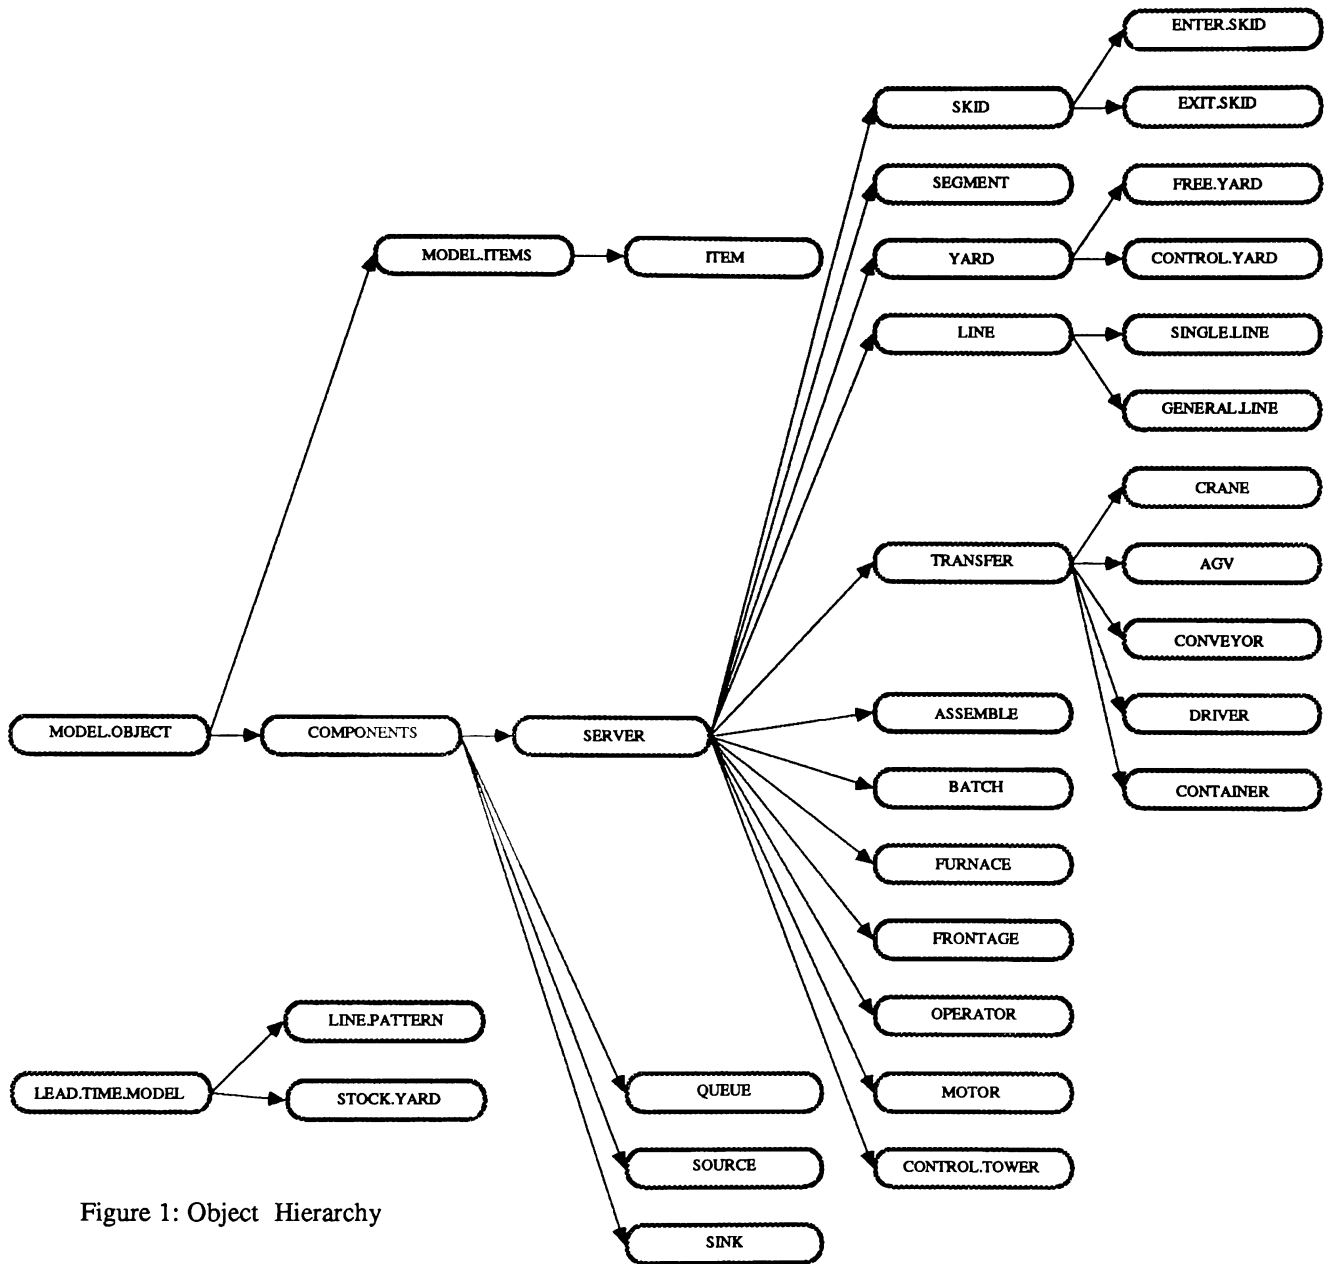 ENTER.SKID
SKID
EXIT.SKID
SEGMENT
FREE.YARD
MODEL.ITEMS
ITEM
YARD
CONTROL.YARD
LINE
SINGLE.LINE
GENERAL.LINE
CRANE
TRANSFER
AGV
CONVEYOR
MODEL.OBJECT
COMPONENTS
SERVER
ASSEMBLE
DRIVER
BATCH
CONTAINER
FURNACE
FRONTAGE
LINE.PATTERN
OPERATOR
LEAD.TIME.MODEL
STOCK.YARD
QUEUE
MOTOR
SOURCE
CONTROL.TOWER
Figure 1: Object Hierarchy
SINK